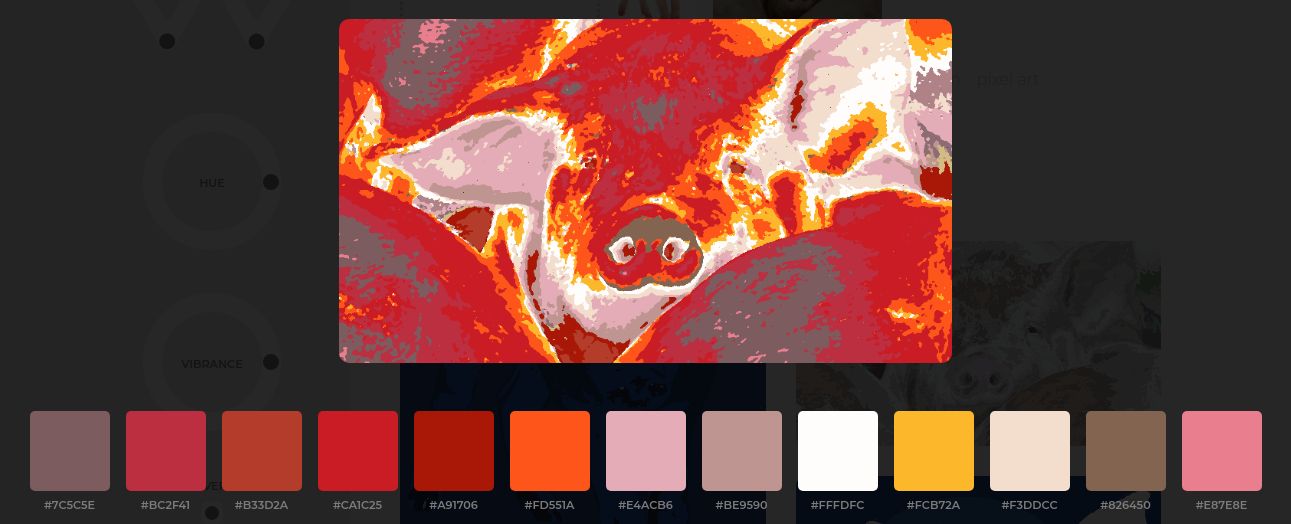 pixel art
HUE
VIBRANCE
#7C5C5E #BC2F41 #B33D2A #CA1C25 #A91706 #FD551A #E4ACB6 #BE9590 #FFFDFC #FCB72A #F3DDCC #826450 #E87E8E